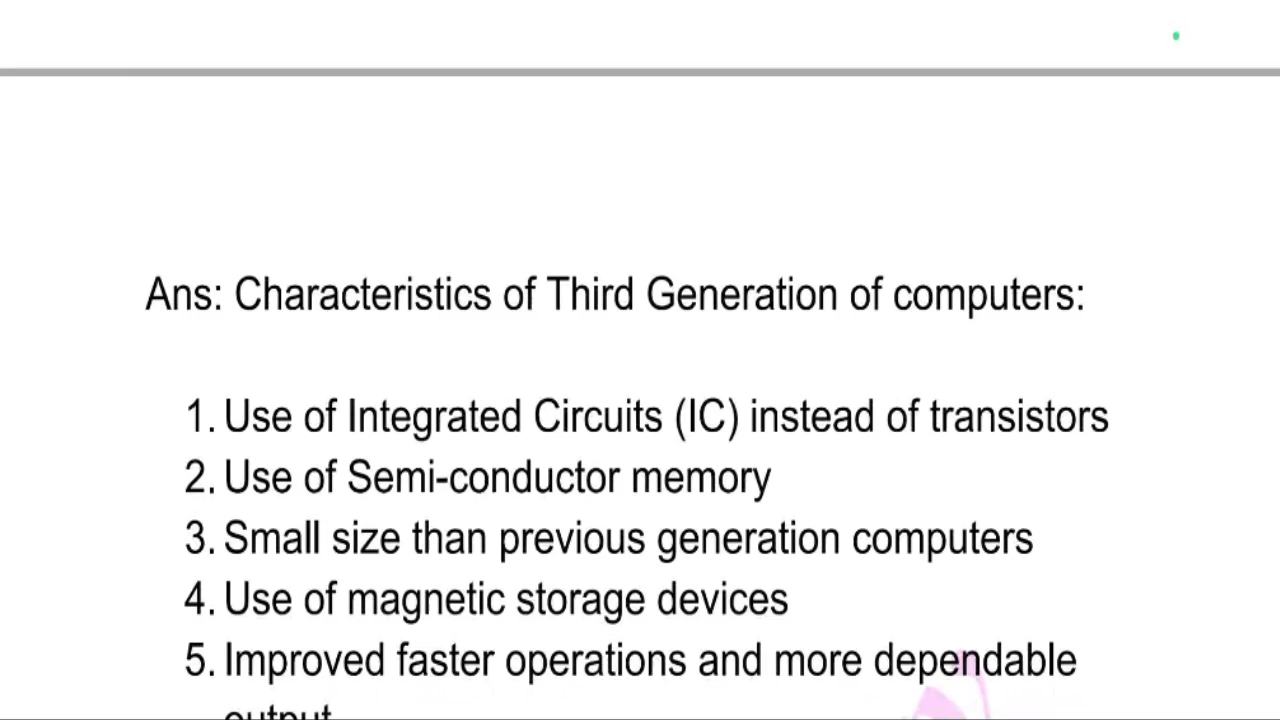 Ans: Characteristics of Third Generation of computers:
1. Use of Integrated Circuits (IC) instead of transistors
2. Use of Semi-conductor memory
3. Small size than previous generation computers
4. Use of magnetic storage devices
5. Improved faster operations and more dependable
output